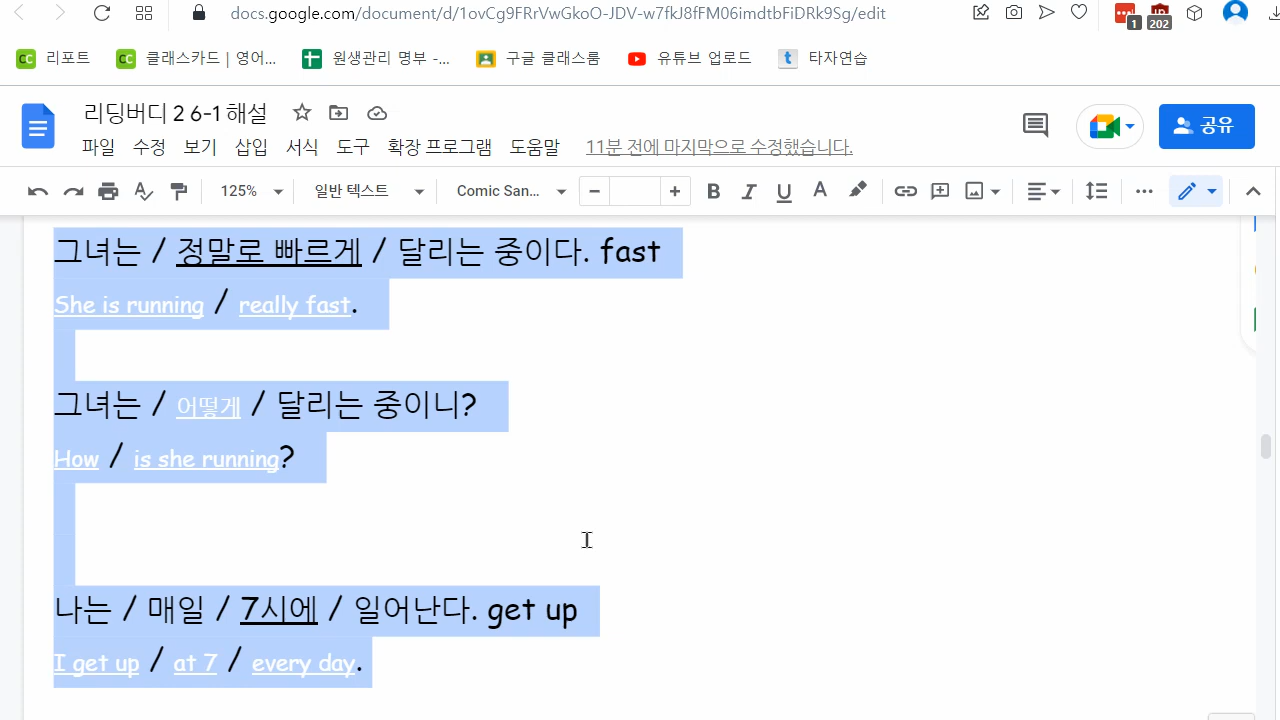 docs.google.com/document/d/1ovCg9FRrVwGkoO-JDV-w7fkJ8fFM06imdtbFiDRk9Sg/edit
1
202
리포트
클래스카드 | 영어...
원생관리 명부 -...
구글 클래스룸
유튜브 업로드
타자연습
리딩버디 2 6-1 해설
파일 수정 보기 삽입 서식 도구 확장 프로그램 도움말 11분 전에 마지막으로 수정했습니다.
공유
125% 일반 텍스트 Comic San... − + B I U A
그녀는 / 정말로 빠르게 / 달리는 중이다. fast
She is running / really fast.
그녀는 / 어떻게 / 달리는 중이니?
How / is she running?
나는 / 매일 / 7시에 / 일어난다. get up
I get up / at 7 / every day.